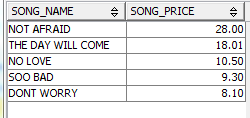 SONG_NAME SONG_PRICE
NOT AFRAID 28.00
THE DAY WILL COME 18.01
NO LOVE 10.50
SOO BAD 9.30
DONT WORRY 8.10